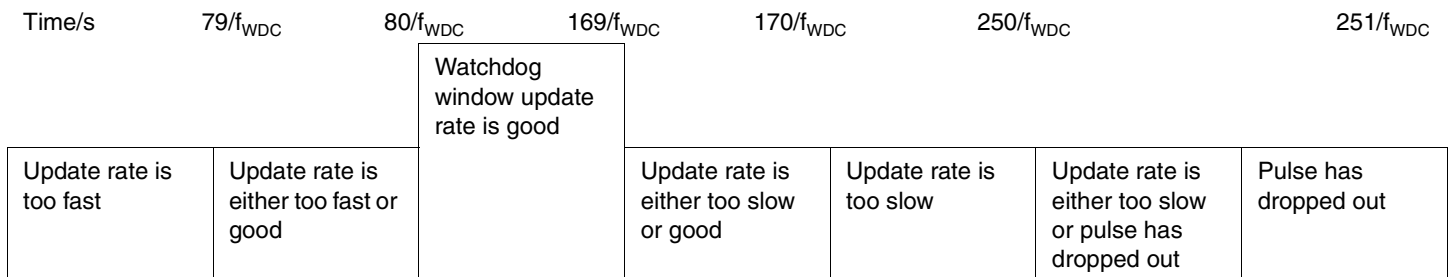 Time/s 79/fWDC 80/fWDC 169/fWDC 170/fWDC 250/fWDC 251/fWDC
Watchdog
window update
rate is good
Update rate is
too fast
Update rate is
either too fast or
good
Update rate is
either too slow
or good
Update rate is
too slow
Update rate is
either too slow
or pulse has
dropped out
Pulse has
dropped out